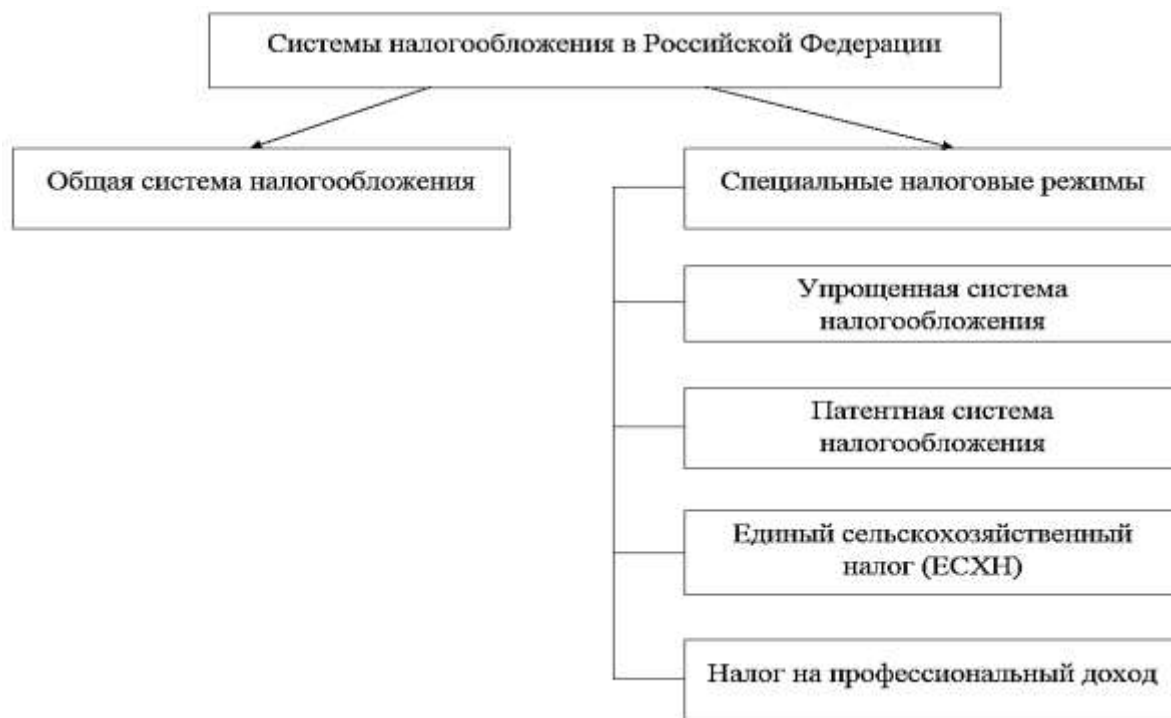 Системы налогообложения в Российской Федерации
Общая система налогообложения
Специальные налоговые режимы
Упрощенная система
налогообложения
Патентная система
налогообложения
Единый сельскохозяйственный
налог (ЕСХН)
Налог на профессиональный доход